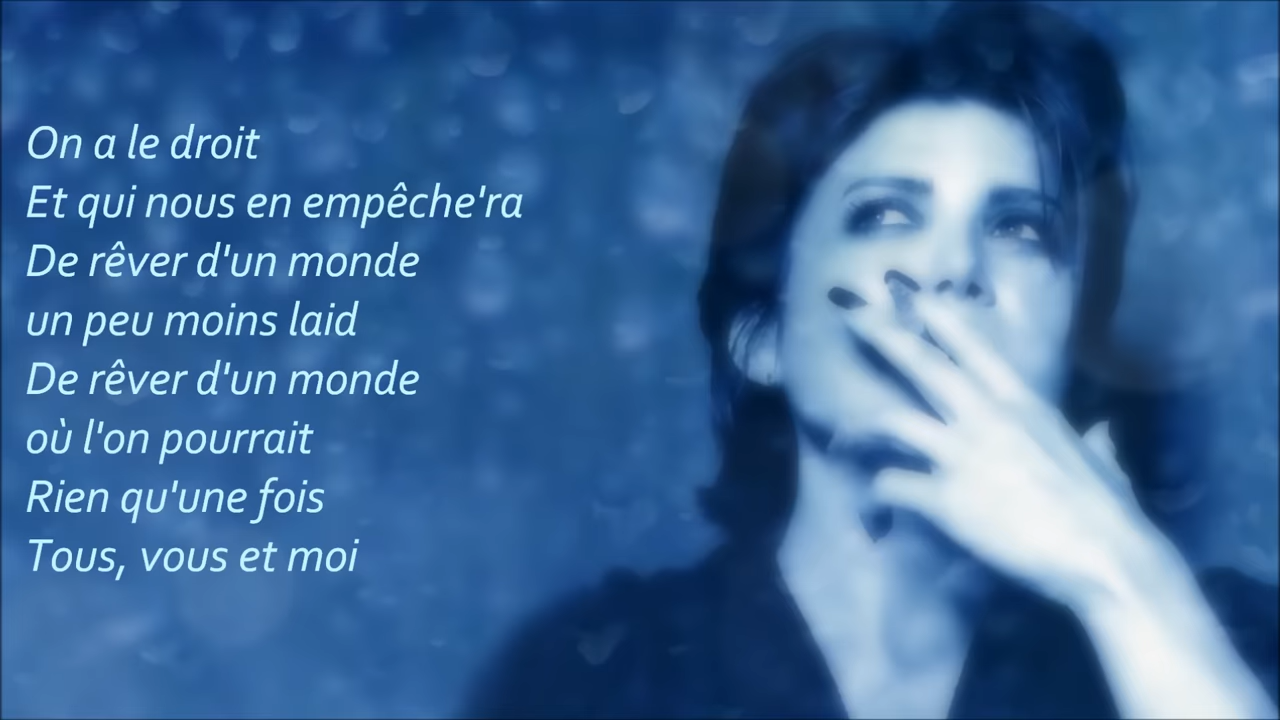 On a le droit
Et qui nous en empêche'ra
De rêver d'un monde
un peu moins laid
De rêver d'un monde
où l'on pourrait
Rien qu'une fois
Tous, vous et moi